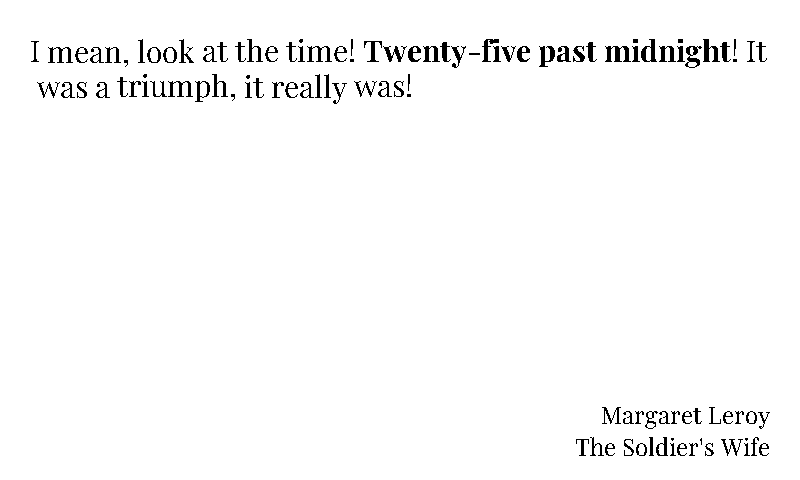 I mean, look at the time! Twenty-five past midnight! It
was a triumph, it really was!
Margaret Leroy
The Soldier's Wife